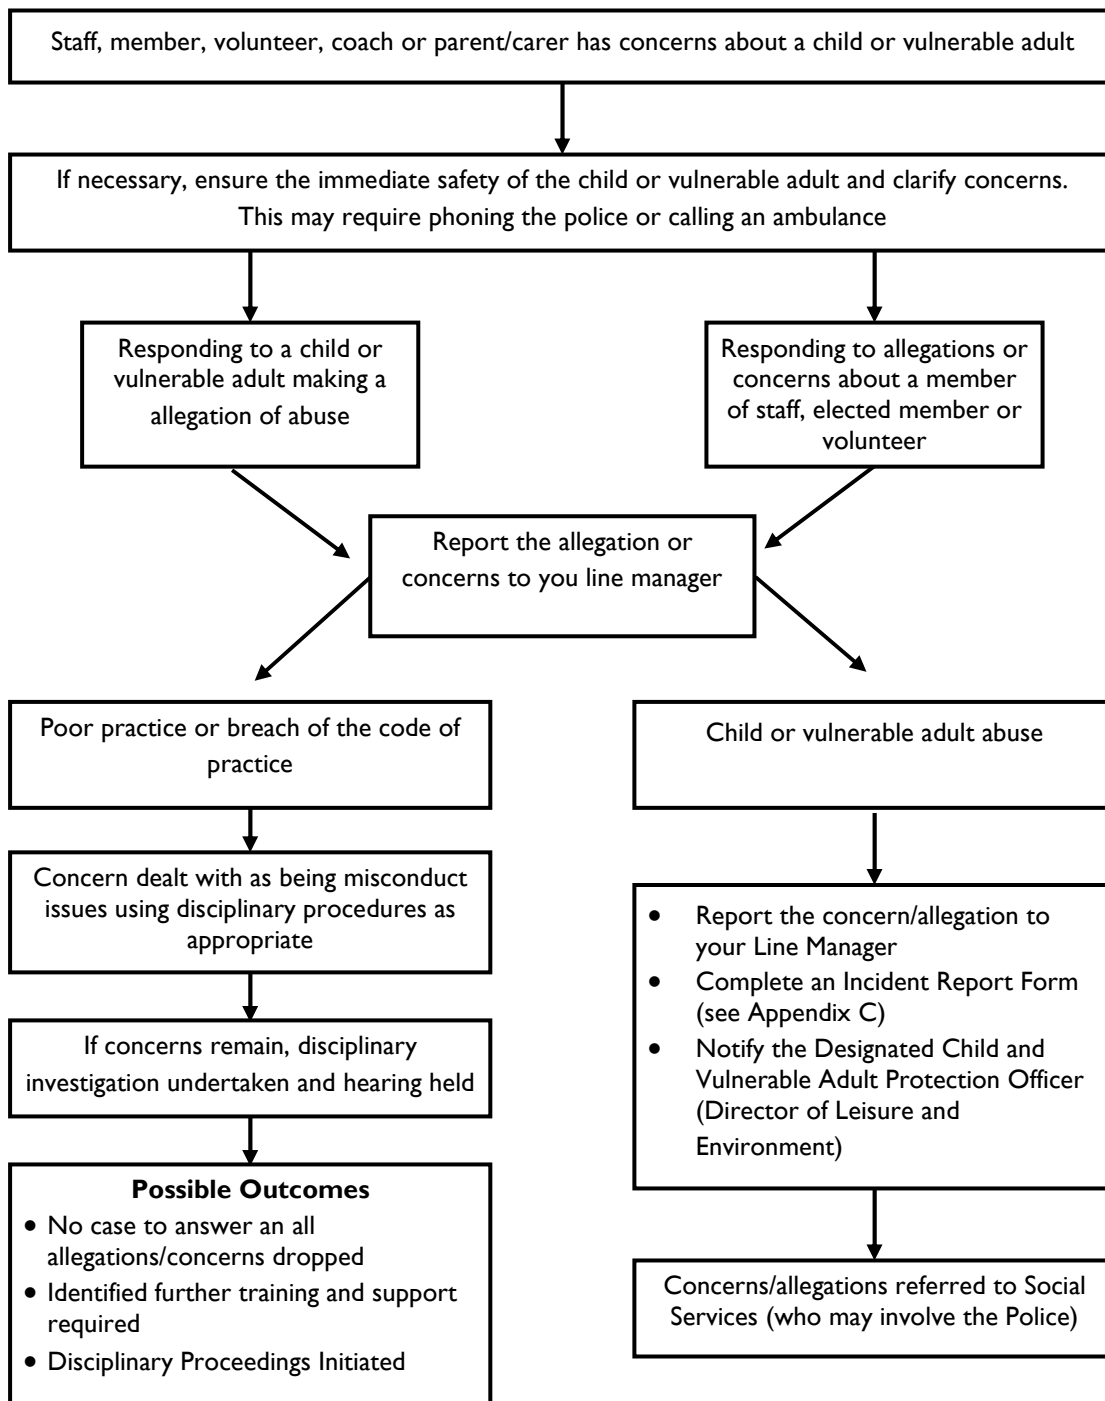 Staff, member, volunteer, coach or parent/carer has concerns about a child or vulnerable adult
If necessary, ensure the immediate safety of the child or vulnerable adult and clarify concerns.
This may require phoning the police or calling an ambulance
Responding to a child or
vulnerable adult making a
allegation of abuse
Responding to allegations or
concerns about a member
of staff, elected member or
volunteer
Report the allegation or
concerns to you line manager
Poor practice or breach of the code of
practice
Child or vulnerable adult abuse
Concern dealt with as being misconduct
issues using disciplinary procedures as
appropriate
If concerns remain, disciplinary
investigation undertaken and hearing held
Possible Outcomes
• No case to answer an all
allegations/concerns dropped
• Identified further training and support
required
• Disciplinary Proceedings Initiated
• Report the concern/allegation to
your Line Manager
• Complete an Incident Report Form
(see Appendix C)
• Notify the Designated Child and
Vulnerable Adult Protection Officer
(Director of Leisure and
Environment)
Concerns/allegations referred to Social
Services (who may involve the Police)